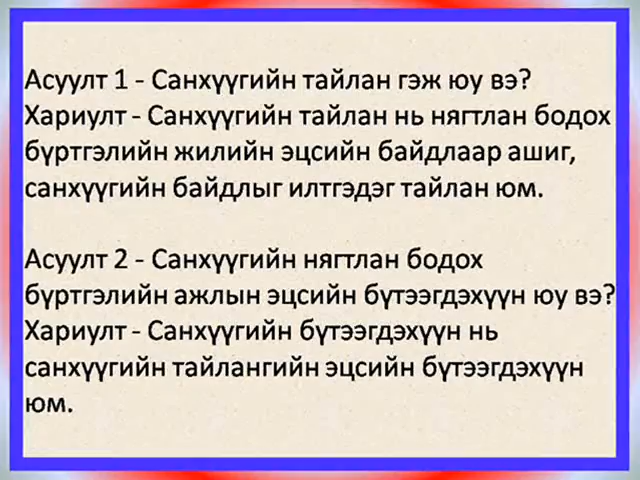 Асуулт 1 - Санхүүгийн тайлан гэж юу вэ?
Хариулт - Санхүүгийн тайлан нь нягтлан бодох
бүртгэлийн жилийн эцсийн байдлаар ашиг,
санхүүгийн байдлыг илтгэдэг тайлан юм.
Асуулт 2 - Санхүүгийн нягтлан бодох
бүртгэлийн ажлын эцсийн бүтээгдэхүүн юу вэ?
Хариулт - Санхүүгийн бүтээгдэхүүн нь
санхүүгийн тайлангийн эцсийн бүтээгдэхүүн
юм.